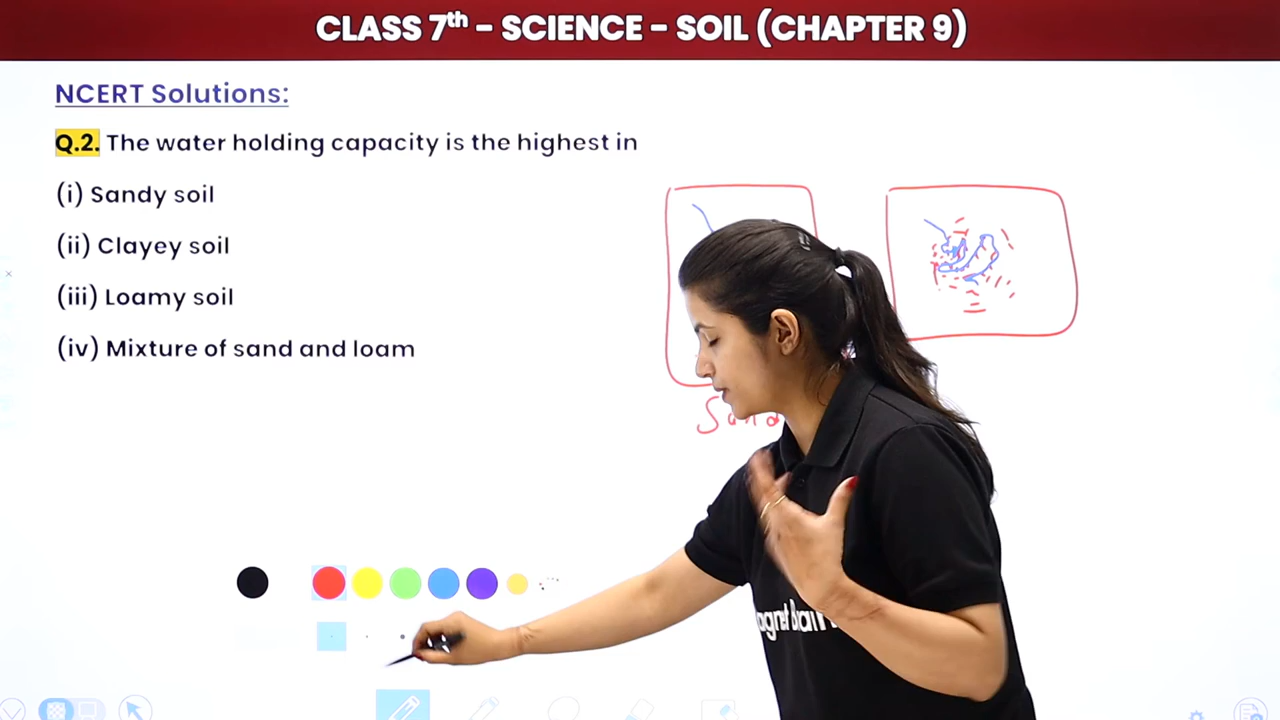 CLASS 7th - SCIENCE - SOIL (CHAPTER 9)
NCERT Solutions:
Q.2. The water holding capacity is the highest in
(i) Sandy soil
(ii) Clayey soil
(iii) Loamy soil
(iv) Mixture of sand and loam